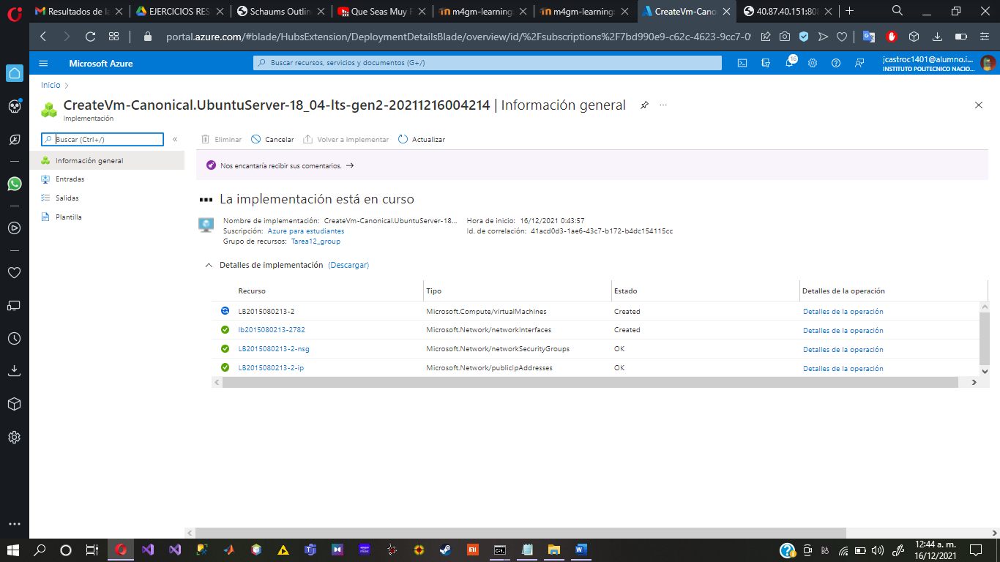 Resultados de la
EJERCICIOS RES
Schaums Outlin
Que Seas Muy F
m4gm-learning
m4gm-learning
CreateVm-Cano
40.87.40.151:808
portal.azure.com/#blade/HubsExtension/DeploymentDetailsBlade/overview/id/%2Fsubscriptions%2F7bd990e9-c62c-4623-9cc7-09
Microsoft Azure
Buscar recursos, servicios y documentos (G+/)
16
jcastroc1401@alumno.i...
INSTITUTO POLITECNICO NACIO...
Inicio
CreateVm-Canonical.UbuntuServer-18_04-lts-gen2-20211216004214 | Información general
Implementación
Buscar (Ctrl+/)
Información general
Entradas
Salidas
Plantilla
Eliminar
Cancelar
Volver a implementar
Actualizar
Nos encantaría recibir sus comentarios.
La implementación está en curso
Nombre de implementación: CreateVm-Canonical.UbuntuServer-18...
Suscripción: Azure para estudiantes
Grupo de recursos: Tarea12_group
Hora de inicio: 16/12/2021 0:43:57
Id. de correlación: 41acd0d3-1ae6-43c7-b172-b4dc154115cc
Detalles de implementación (Descargar)
Recurso Tipo Estado Detalles de la operación
LB2015080213-2 Microsoft.Compute/virtualMachines Created Detalles de la operación
lb2015080213-2782 Microsoft.Network/networkInterfaces Created Detalles de la operación
LB2015080213-2-nsg Microsoft.Network/networkSecurityGroups OK Detalles de la operación
LB2015080213-2-ip Microsoft.Network/publicIpAddresses OK Detalles de la operación
12:44 a. m.
16/12/2021